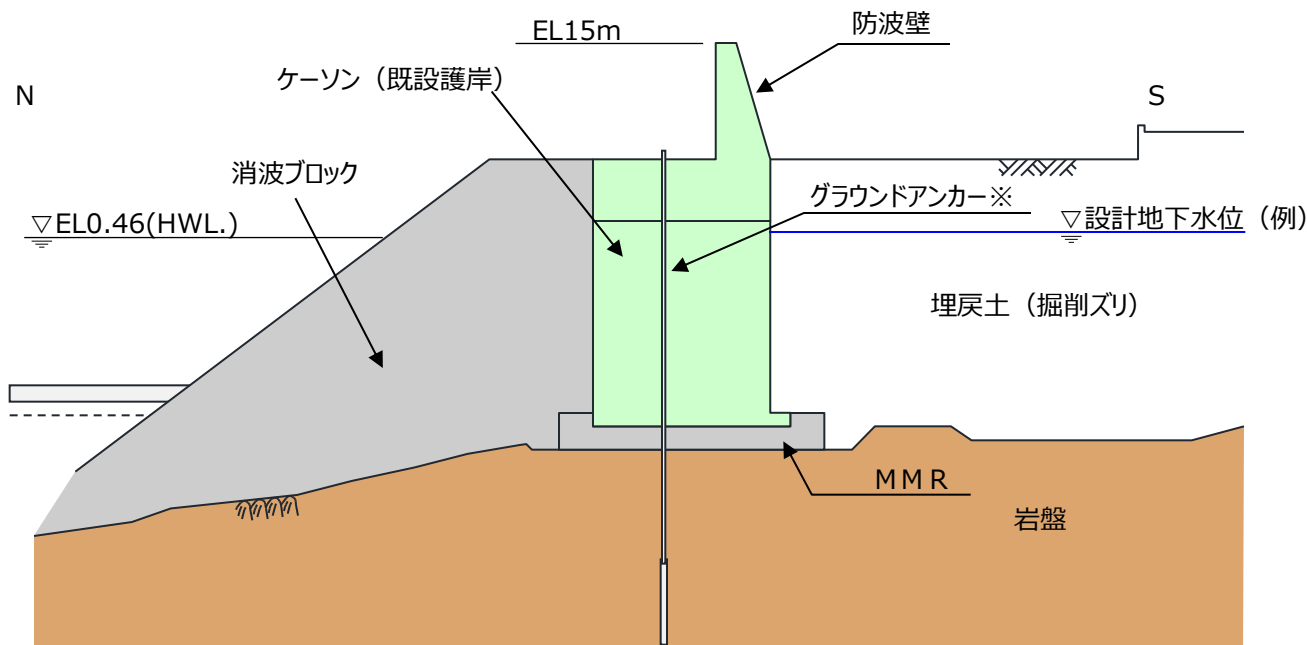 EL15m
防波壁
ケーソン（既設護岸）
N
S
消波ブロック
グラウンドアンカー※
▽EL0.46(HWL.)
▽設計地下水位（例）
埋戻土（掘削ズリ）
ＭＭＲ
岩盤